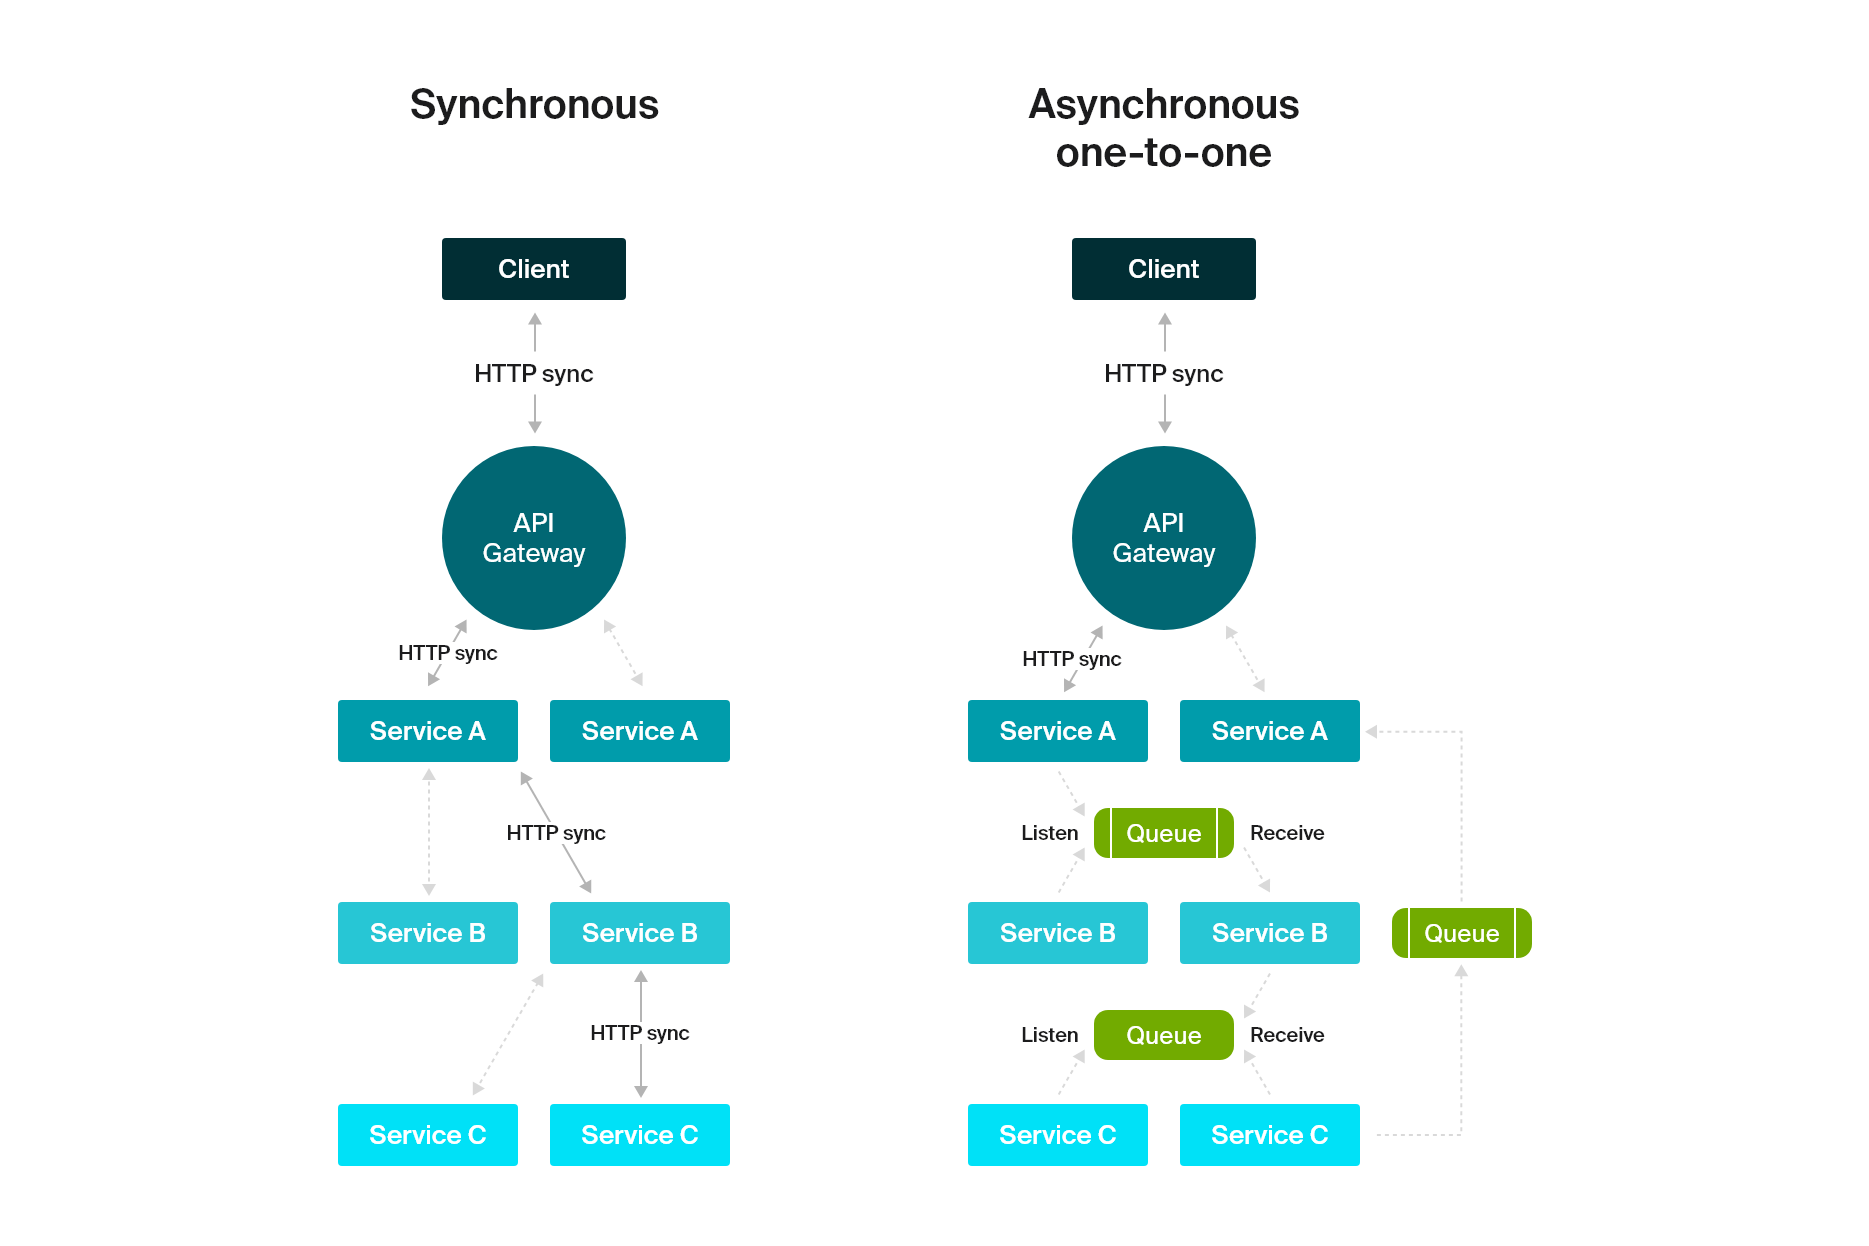 Synchronous
Client
HTTP sync
API
Gateway
HTTP sync
Service A
Service A
HTTP sync
Service B
Service B
HTTP sync
Service C
Service C
Asynchronous
one-to-one
Client
HTTP sync
API
Gateway
HTTP sync
Service A
Service A
Listen
Queue
Receive
Service B
Service B
Queue
Listen
Queue
Receive
Service C
Service C